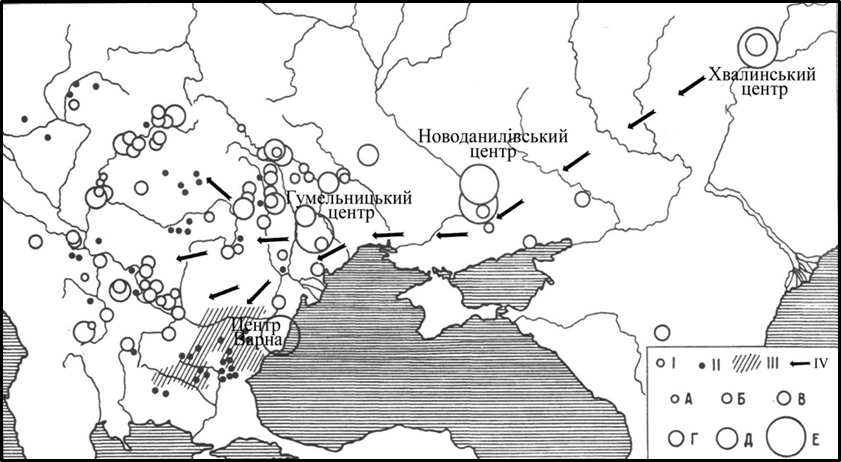 Хвалинський
центр
Новоданилівський
центр
Гумельницький
центр
Центр
Варна
I II III IV
А Б В
Г Д Е